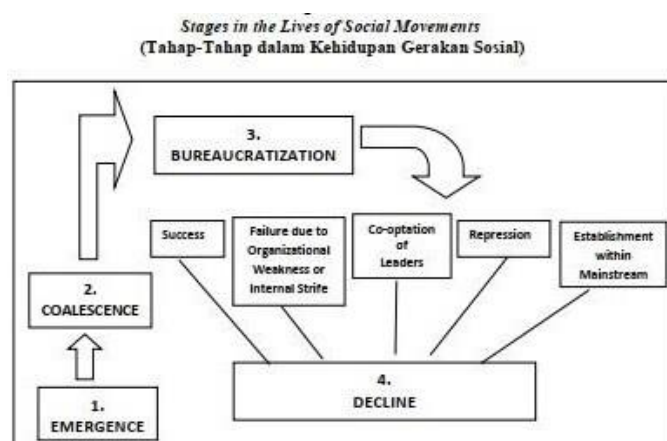 Stages in the Lives of Social Movements
(Tahap-Tahap dalam Kehidupan Gerakan Sosial)
3.
BUREAUCRATIZATION
Success
Failure due to
Organizational
Weakness or
Internal Strife
Co-optation
of
Leaders
Repression
Establishment
within
Mainstream
2.
COALESCENCE
4.
DECLINE
1.
EMERGENCE